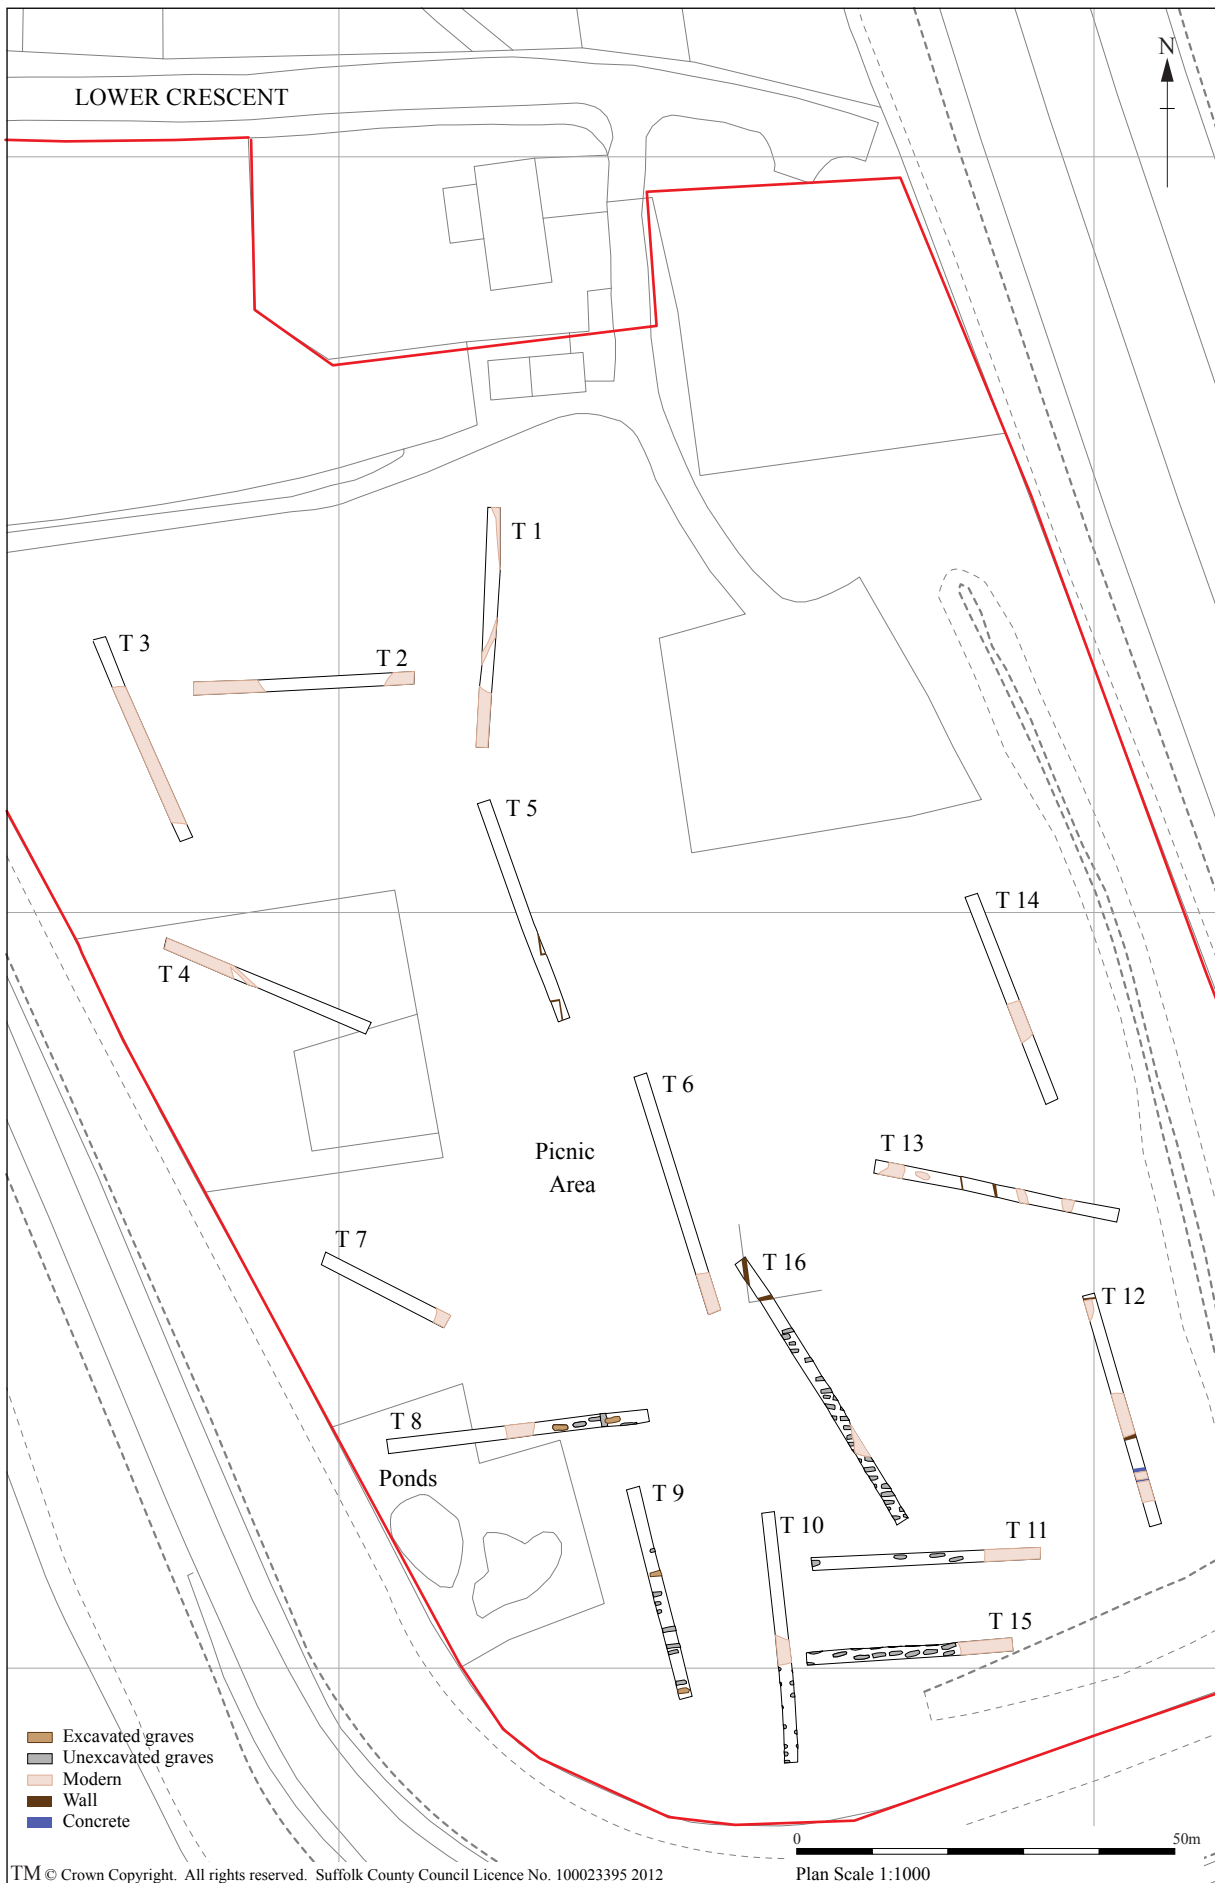 N
LOWER CRESCENT
T 1
T 3
T 2
T 5
T 14
T 4
T 6
T 13
Picnic
Area
T 7
T 16
T 12
T 8
Ponds
T 9
T 10
T 11
T 15
Excavated graves
Unexcavated graves
Modern
Wall
Concrete
0 50m
Plan Scale 1:1000
TM © Crown Copyright. All rights reserved. Suffolk County Council Licence No. 100023395 2012